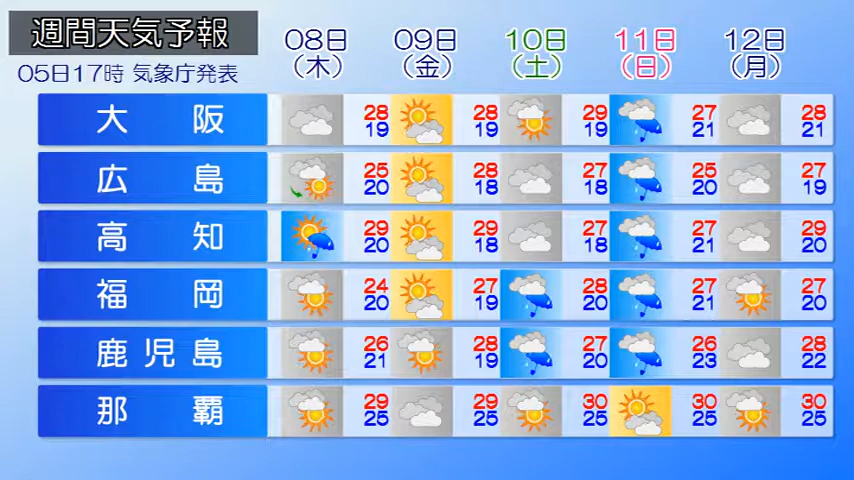 週間天気予報
05日17時 気象庁発表
08日 09日 10日 11日 12日
(木) (金) (土) (日) (月)
大阪 28 19 28 19 29 19 27 21 28 21
広島 25 20 28 18 27 18 25 20 27 19
高知 29 20 29 18 27 18 27 21 29 20
福岡 24 20 27 19 28 20 27 21 27 20
鹿児島 26 21 28 19 27 20 26 23 28 22
那覇 29 25 29 25 30 25 30 25 30 25